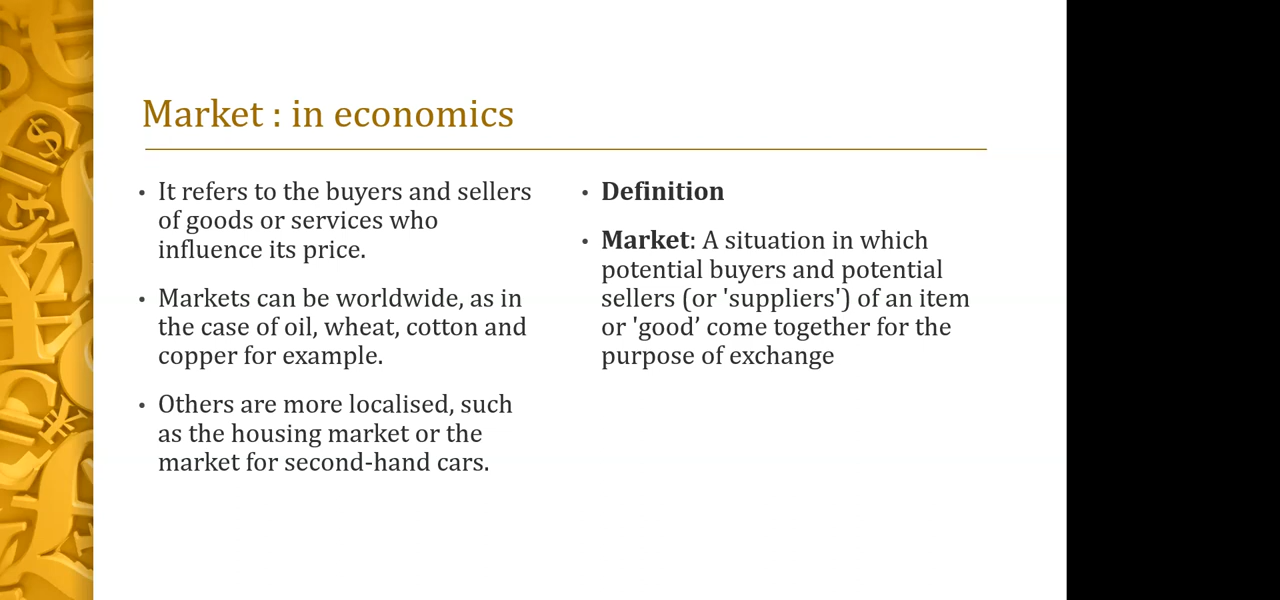 Market : in economics
• It refers to the buyers and sellers
of goods or services who
influence its price.
• Markets can be worldwide, as in
the case of oil, wheat, cotton and
copper for example.
• Others are more localised, such
as the housing market or the
market for second-hand cars.
• Definition
• Market: A situation in which
potential buyers and potential
sellers (or 'suppliers') of an item
or 'good’ come together for the
purpose of exchange